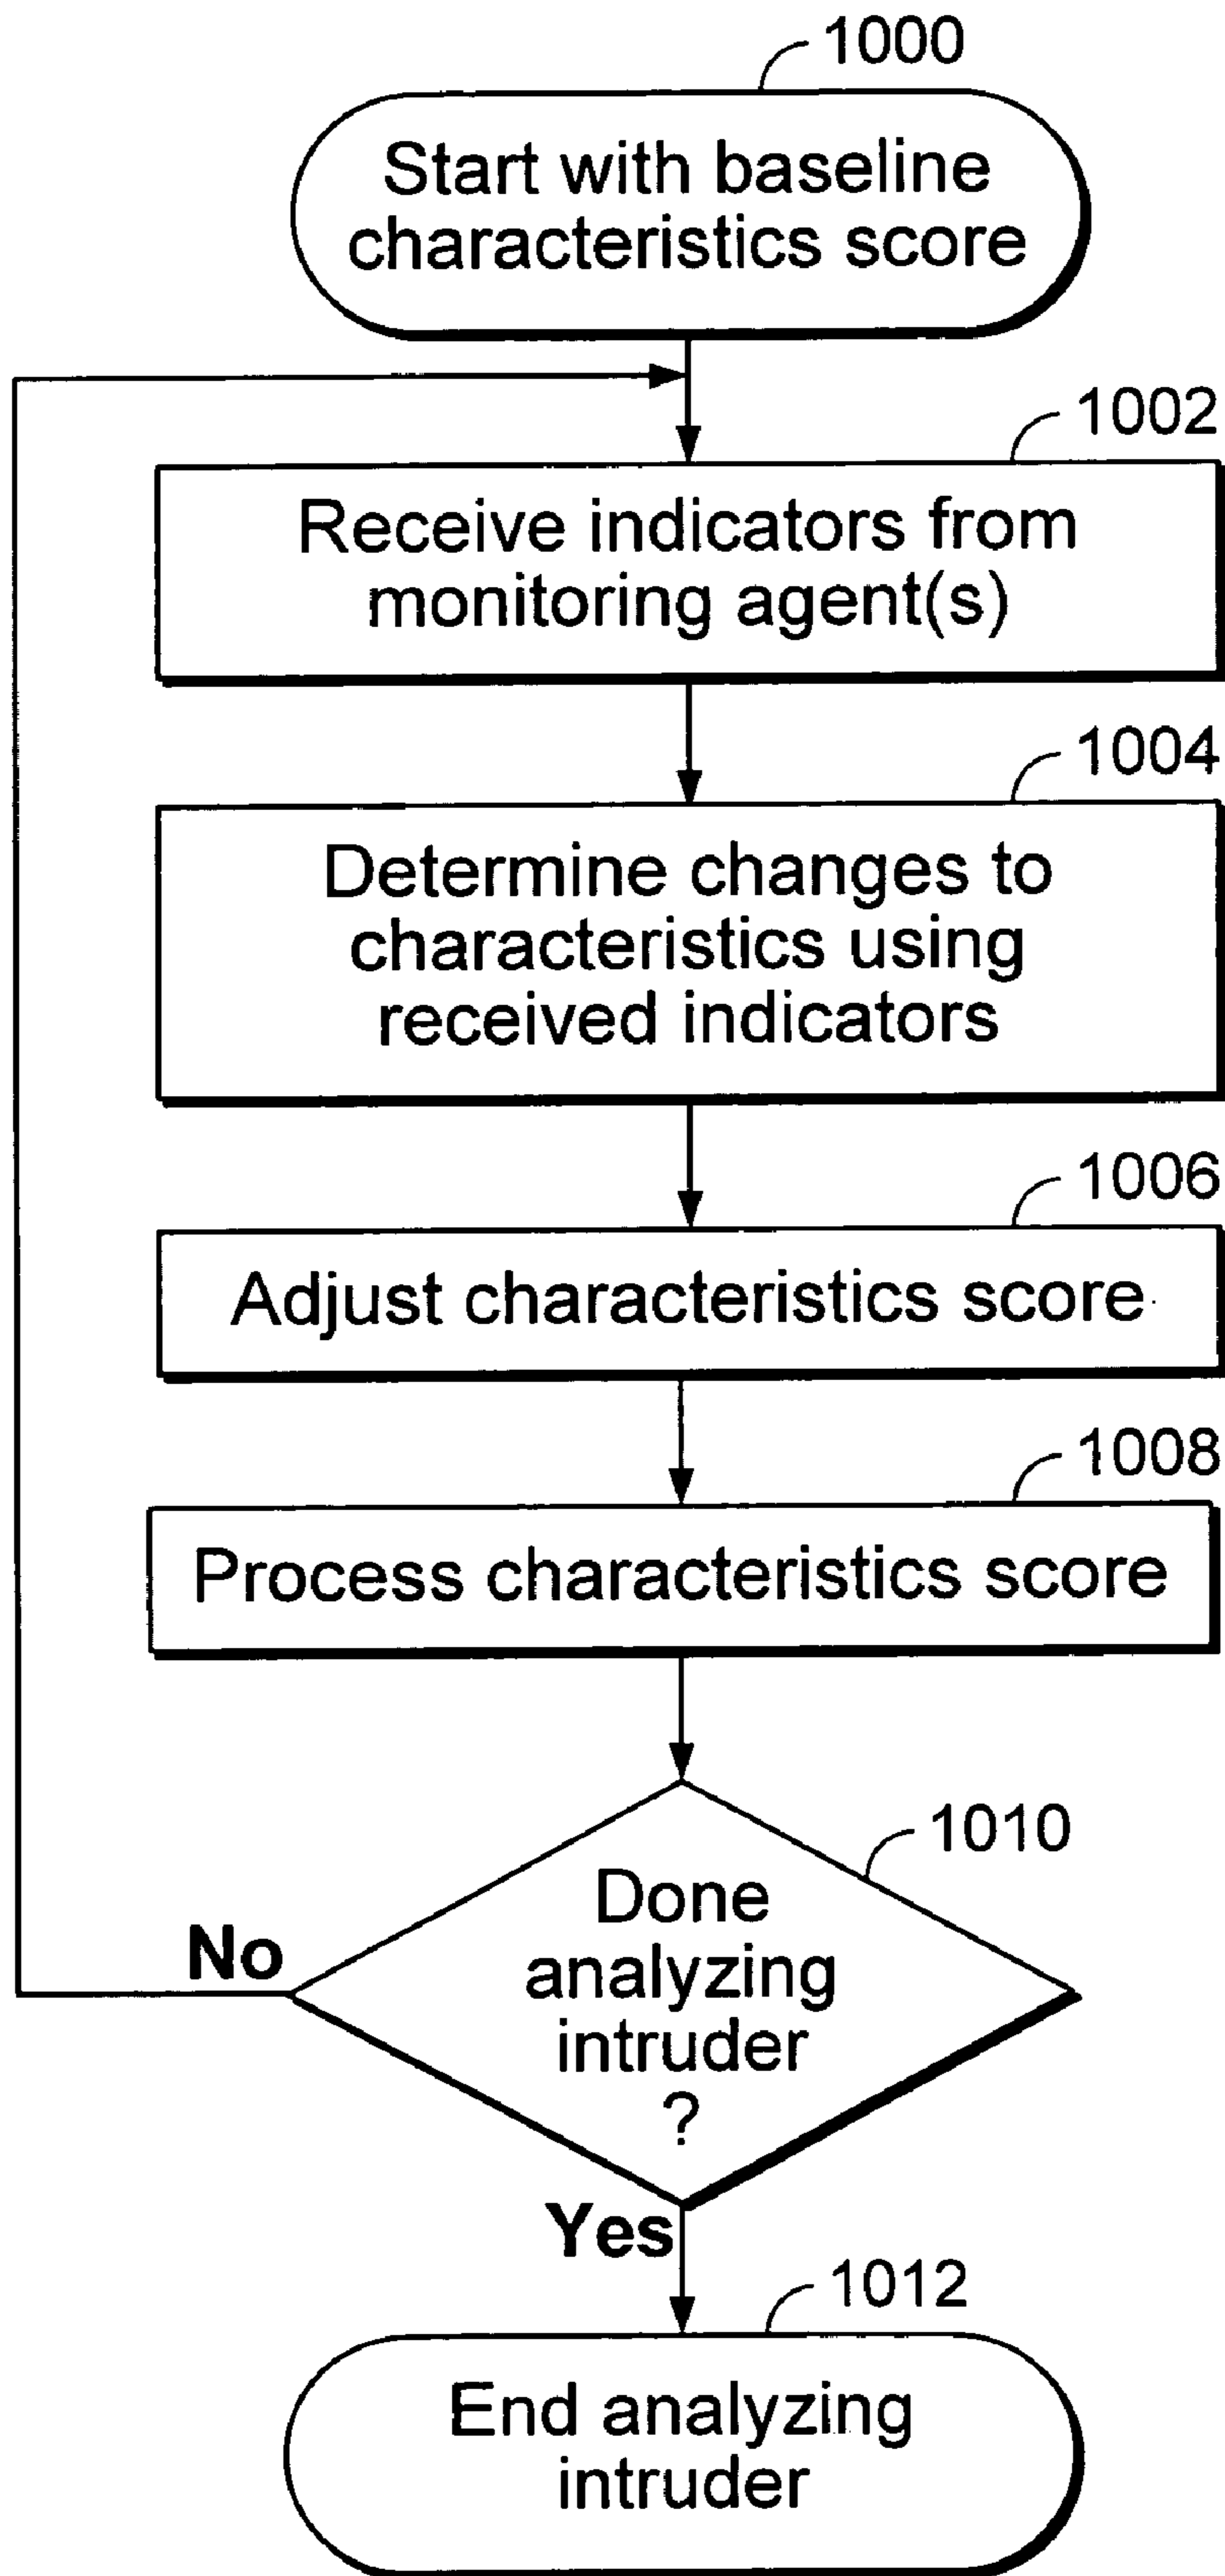 1000
Start with baseline
characteristics score
1002
Receive indicators from
monitoring agent(s)
1004
Determine changes to
characteristics using
received indicators
1006
Adjust characteristics score
1008
Process characteristics score
1010
Done
analyzing
intruder
?
No
Yes
1012
End analyzing
intruder